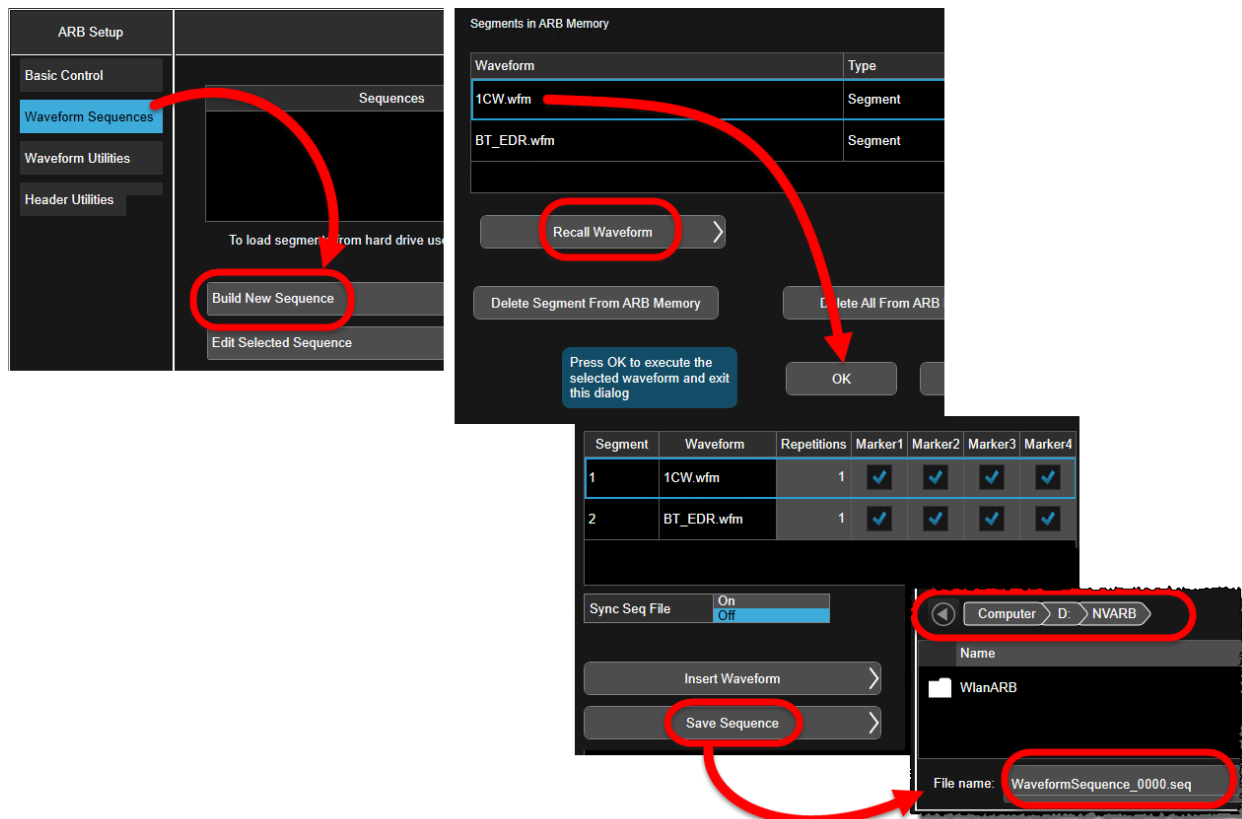 ARB Setup
Basic Control
Waveform Sequences
Waveform Utilities
Header Utilities
Sequences
To load segments from hard drive use
Build New Sequence
Edit Selected Sequence
Segments in ARB Memory
Waveform Type
1CW.wfm Segment
BT_EDR.wfm Segment
Recall Waveform
Delete Segment From ARB Memory
Delete All From ARB
Press OK to execute the
selected waveform and exit
this dialog
OK
Segment Waveform Repetitions Marker1 Marker2 Marker3 Marker4
1 1CW.wfm 1
2 BT_EDR.wfm 1
Sync Seq File
On
Off
Insert Waveform
Save Sequence
Computer D: NVARB
Name
WlanARB
File name: WaveformSequence_0000.seq